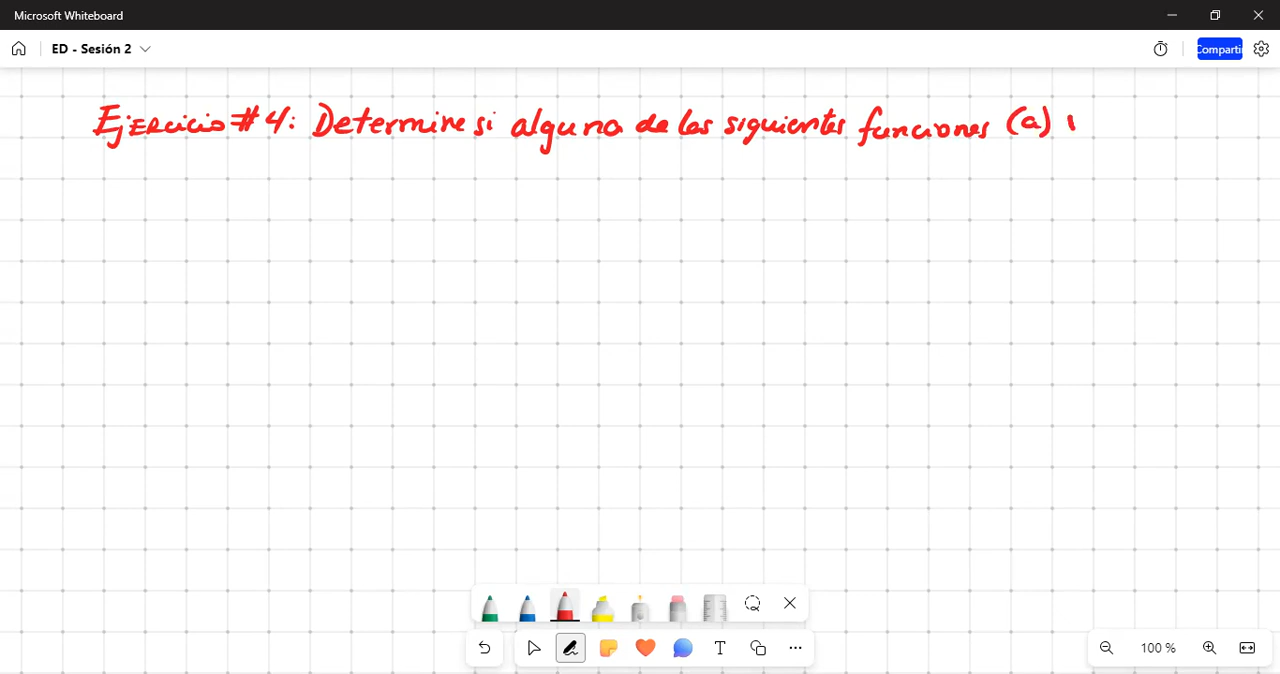 Microsoft Whiteboard
ED - Sesión 2
Comparti
Ejercicio #4: Determine si alguna de las siguientes funciones (a)
100 %